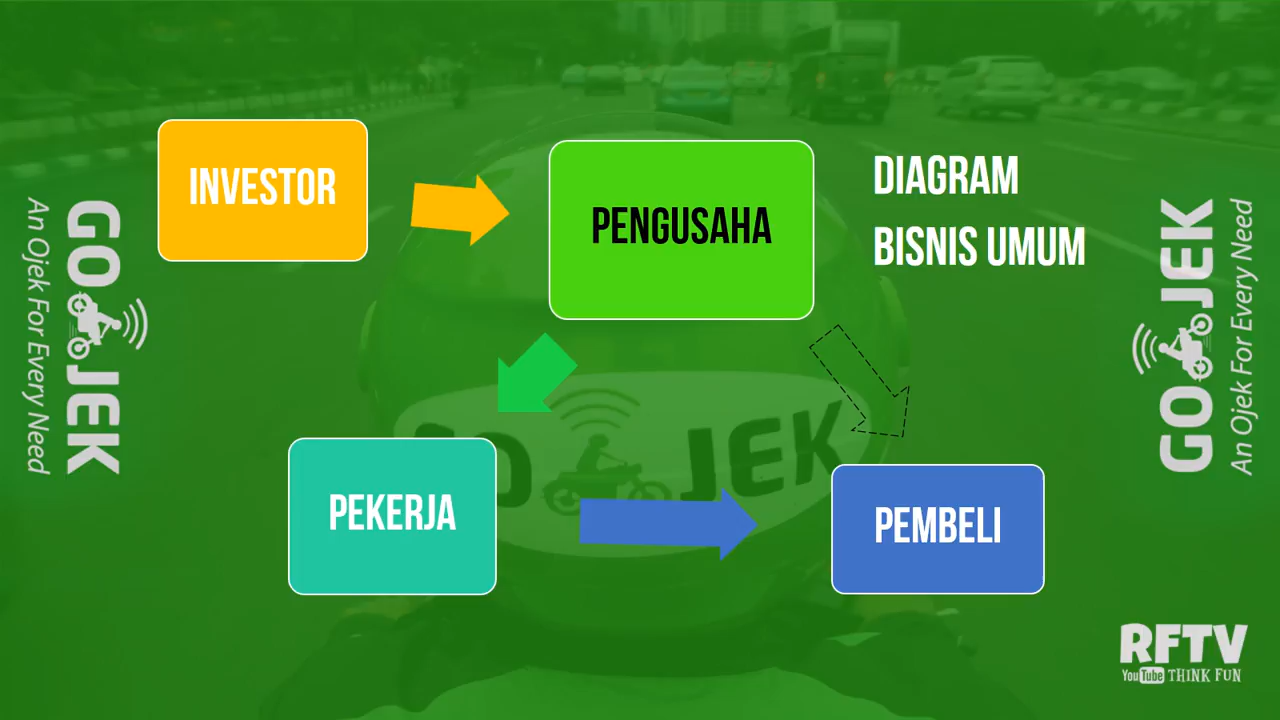 INVESTOR
PENGUSAHA
DIAGRAM
BISNIS UMUM
GO JEK
An Ojek For Every Need
GO JEK
An Ojek For Every Need
GO JEK
PEKERJA
PEMBELI
RFTV
YouTube THINK FUN